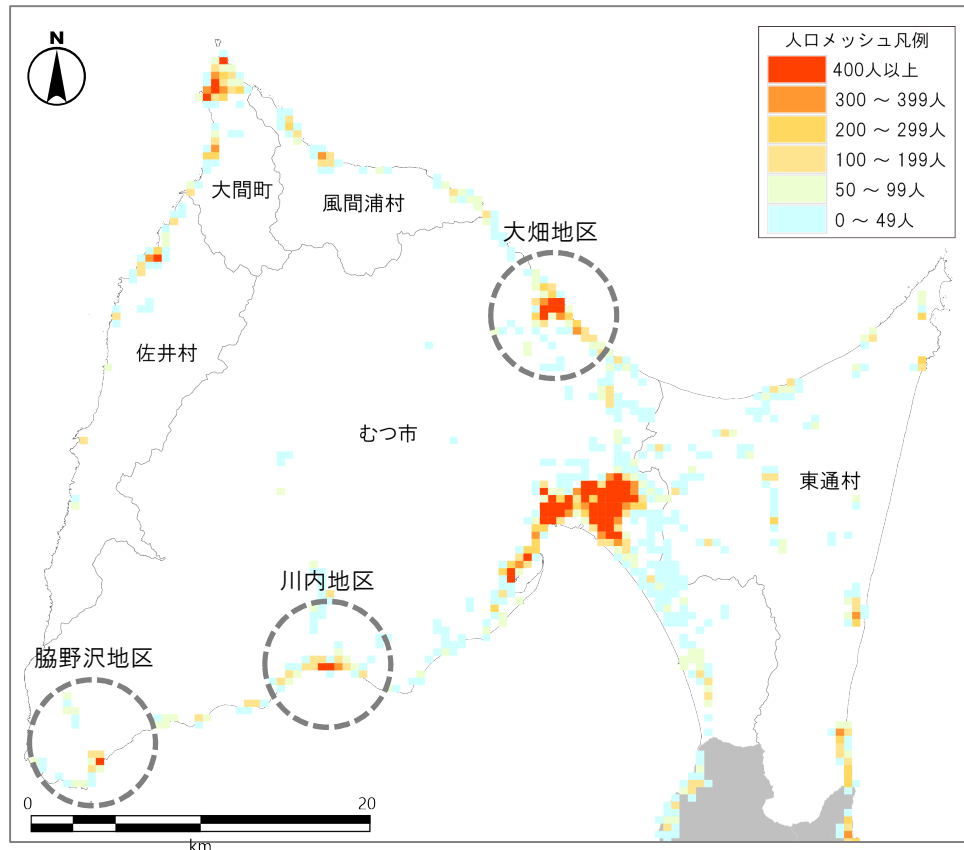 N
人口メッシュ凡例
400人以上
300 ～ 399人
200 ～ 299人
100 ～ 199人
50 ～ 99人
0 ～ 49人
大間町
風間浦村
大畑地区
佐井村
むつ市
東通村
川内地区
脇野沢地区
0
20
km